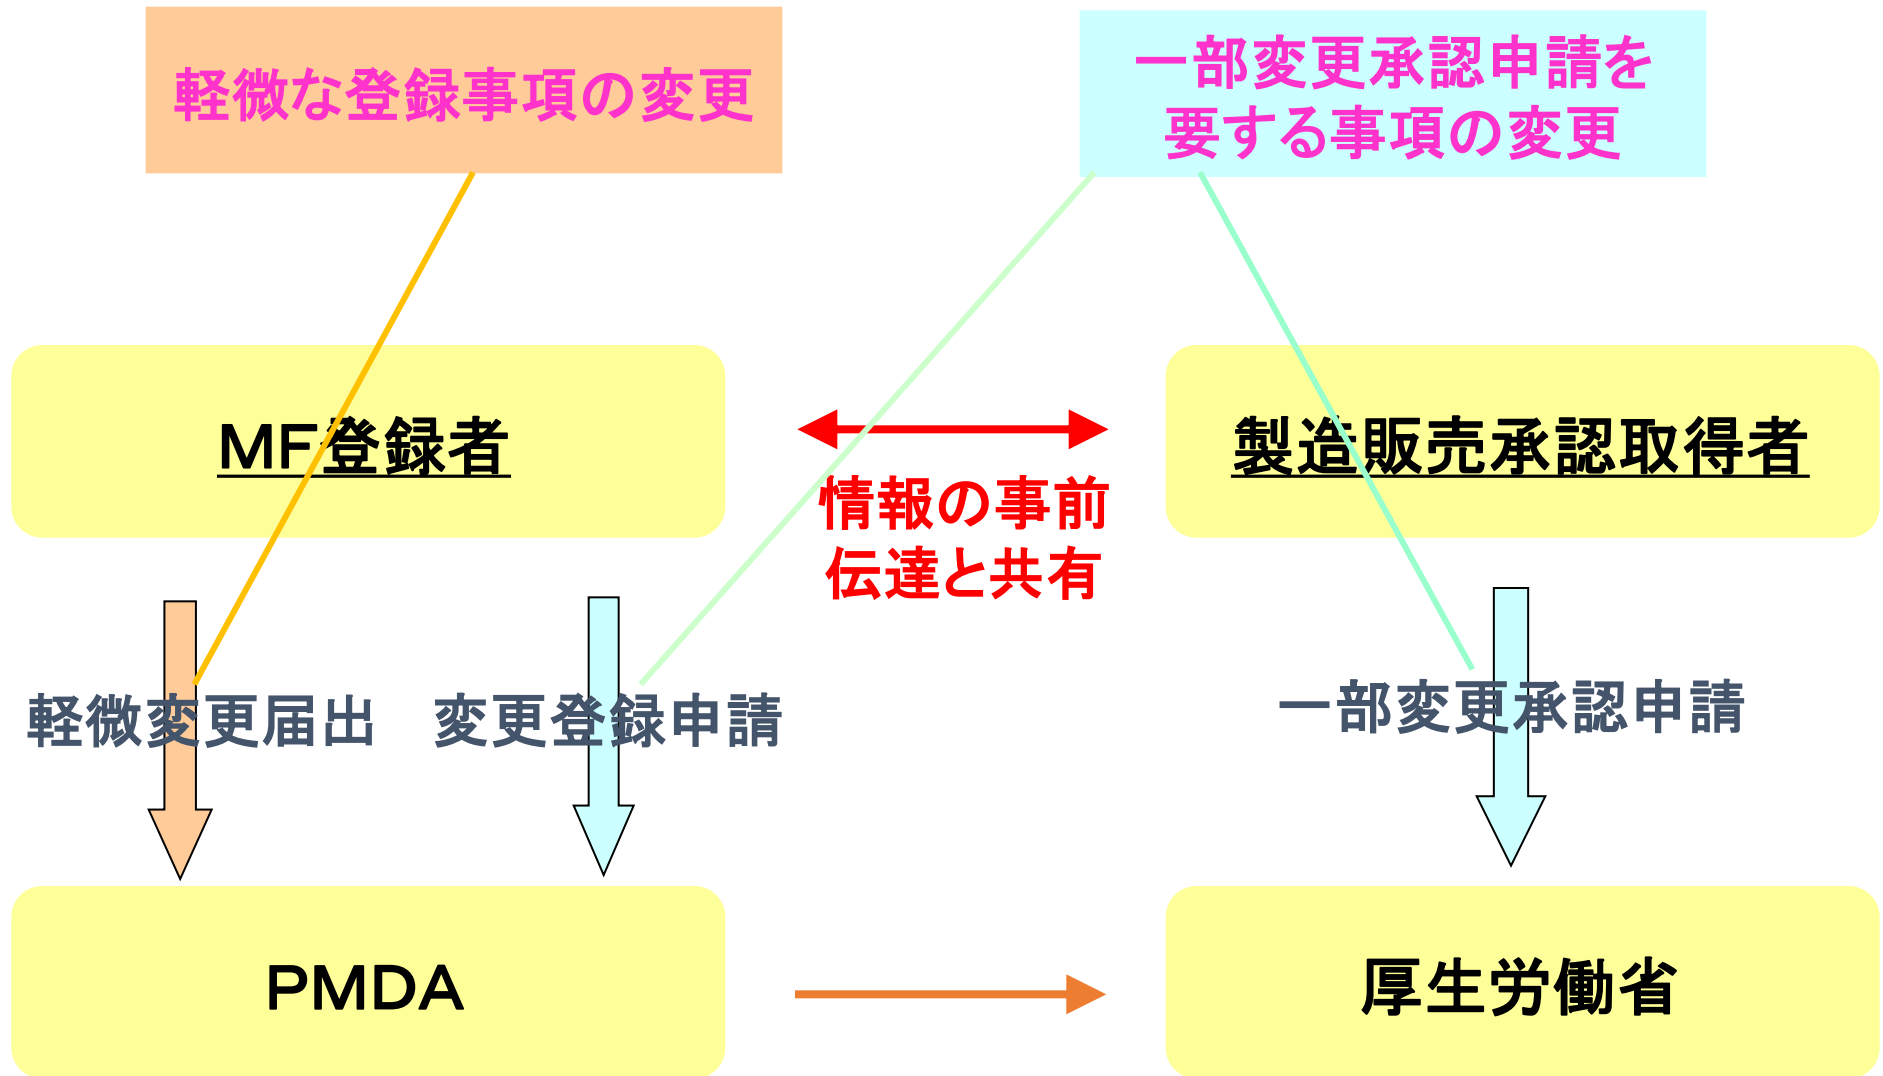 軽微な登録事項の変更
一部変更承認申請を
要する事項の変更
MF登録者
製造販売承認取得者
情報の事前
伝達と共有
軽微変更届出
変更登録申請
一部変更承認申請
PMDA
厚生労働省